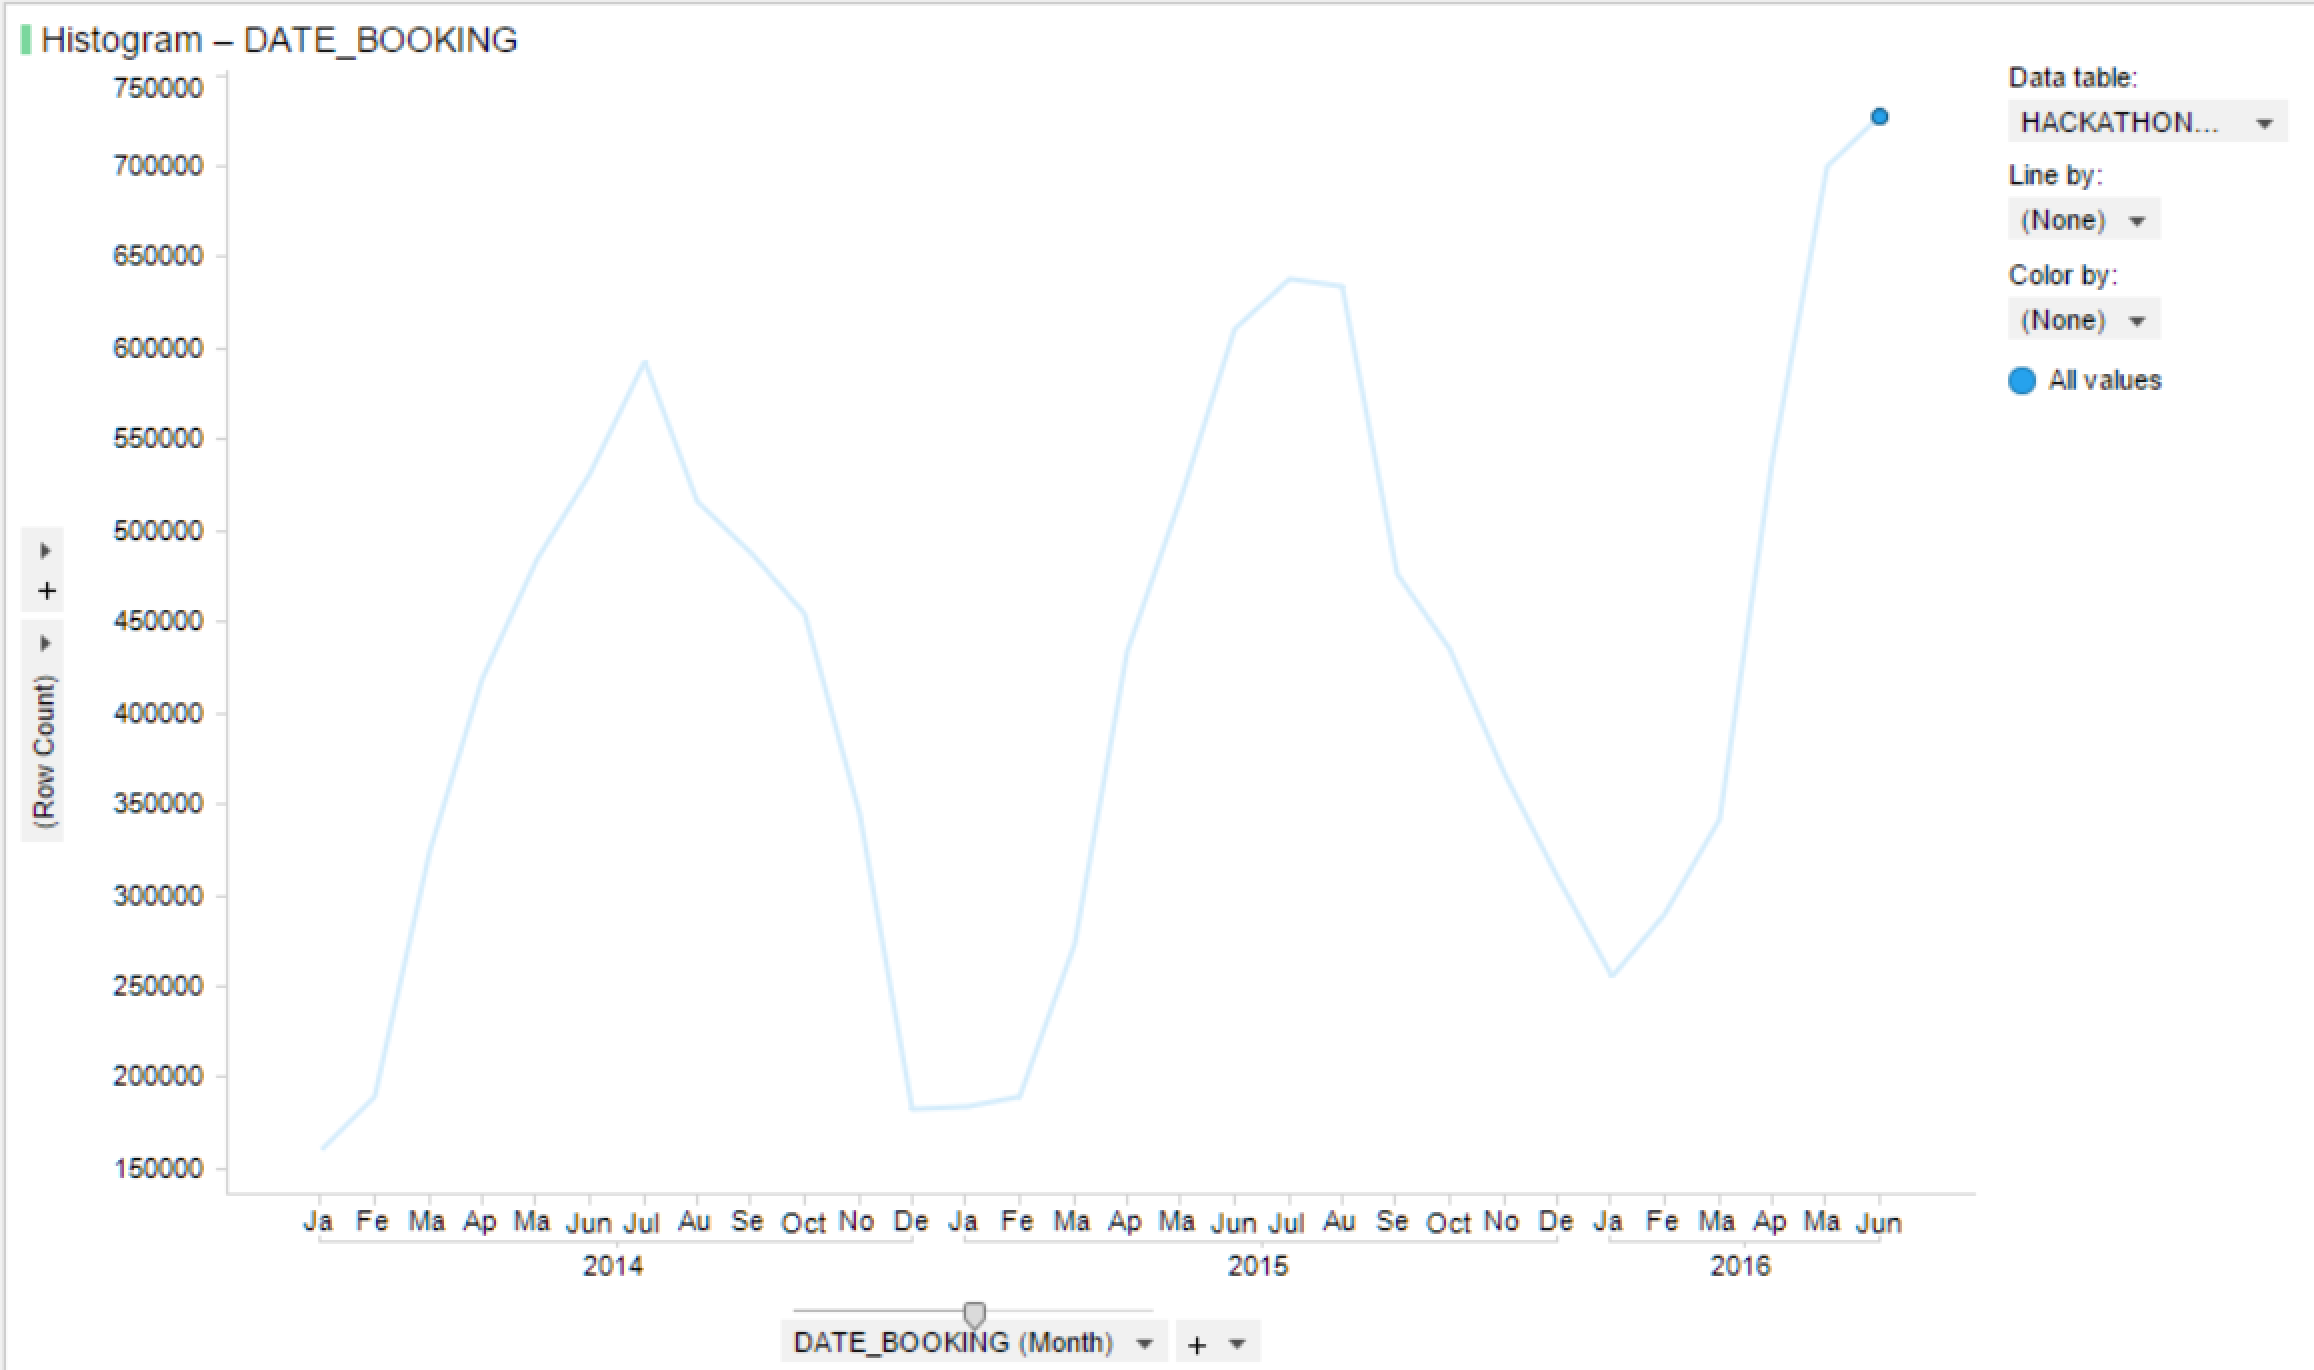 Histogram – DATE_BOOKING
750000
700000
650000
600000
550000
500000
450000
400000
350000
300000
250000
200000
150000
+
(Row Count)
Ja Fe Ma Ap Ma Jun Jul Au Se Oct No De Ja Fe Ma Ap Ma Jun Jul Au Se Oct No De Ja Fe Ma Ap Ma Jun
2014 2015 2016
DATE_BOOKING (Month) +
Data table:
HACKATHON...
Line by:
(None)
Color by:
(None)
All values